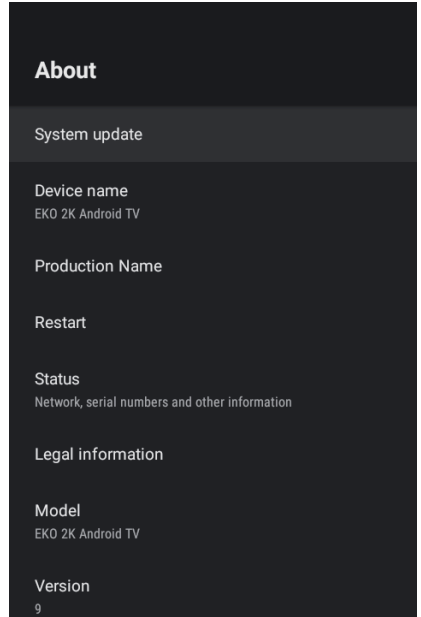 About
System update
Device name
EKO 2K Android TV
Production Name
Restart
Status
Network, serial numbers and other information
Legal information
Model
EKO 2K Android TV
Version
9